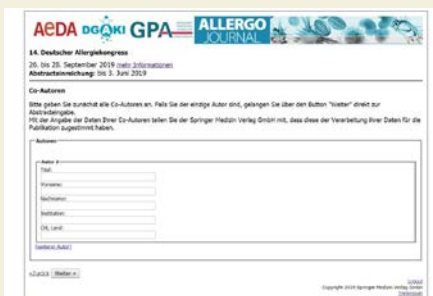 AeDA DGAKI GPA ALLERGO
JOURNAL
14. Deutscher Allergiekongress
26. bis 28. September 2019 mehr Informationen
Abstracteinreichung: bis 3. Juni 2019
Co-Autoren
Bitte geben Sie zunächst alle Co-Autoren an. Falls Sie der einzige Autor sind, gelangen Sie über den Button "Weiter" direkt zur
Abstracteingabe.
Mit der Angabe der Daten Ihrer Co-Autoren teilen Sie der Springer Medizin Verlag GmbH mit, dass diese der Verarbeitung ihrer Daten für die
Publikation zugestimmt haben.
Autoren
Autor 2
Titel:
Vorname:
Nachname:
Institution:
Ort, Land:
[weiterer Autor]
«Zurück Weiter »
Copyright 2019 Springer Medizin Verlag GmbH
Impressum